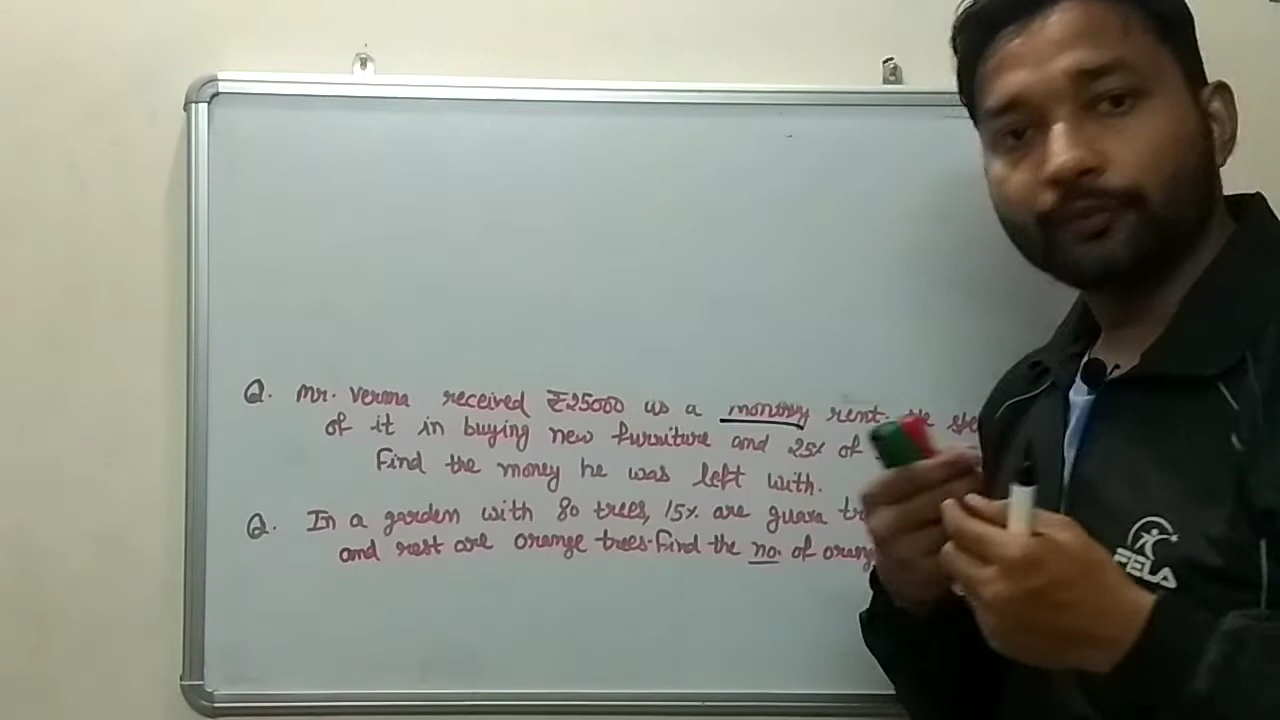 Q. Mr. Verma received ₹25000 as a monthly rent. He
of it in buying new furniture and 25% of
Find the money he was left with.
Q. In a garden with 80 trees, 15% are guava
and rest are orange trees. Find the no. of
FELA